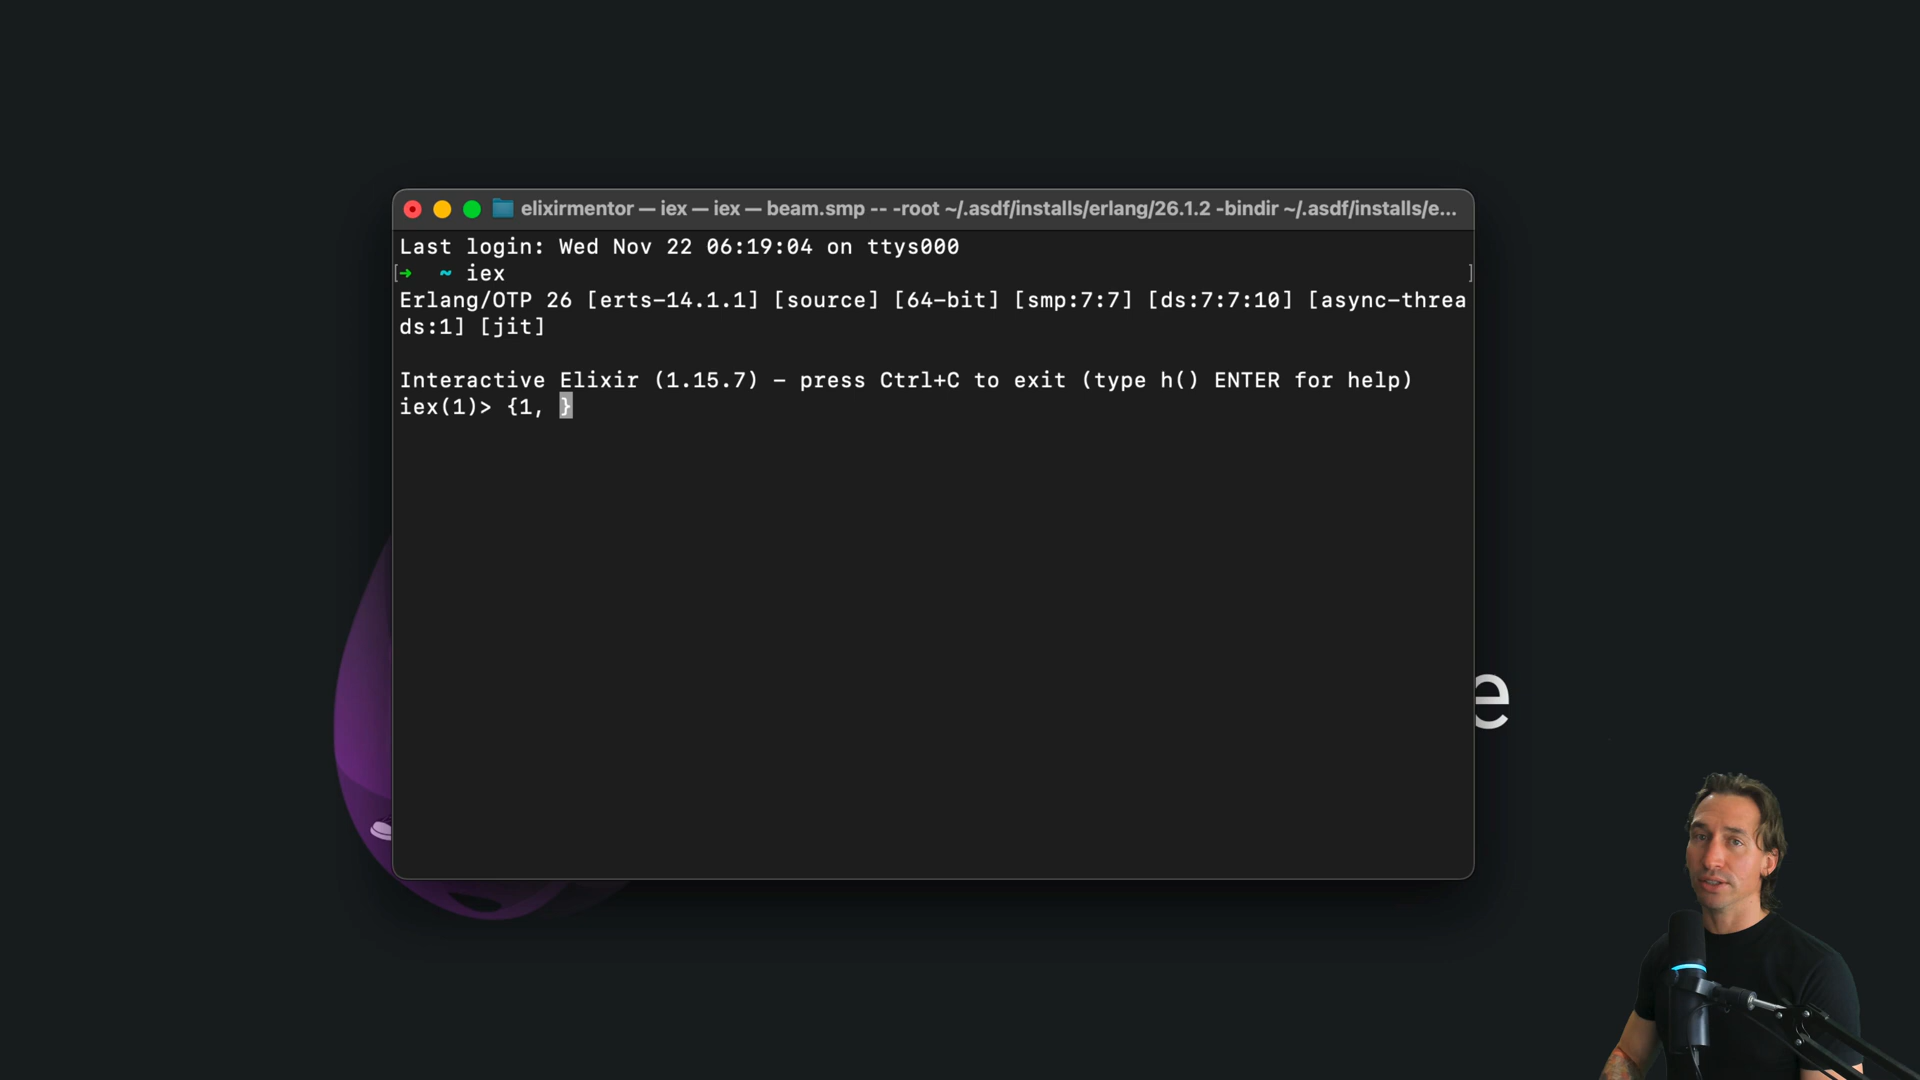 elixirmentor — iex — iex — beam.smp -- -root ~/.asdf/installs/erlang/26.1.2 -bindir ~/.asdf/installs/e...
Last login: Wed Nov 22 06:19:04 on ttys000
[➜  ~ iex ]
Erlang/OTP 26 [erts-14.1.1] [source] [64-bit] [smp:7:7] [ds:7:7:10] [async-threa
ds:1] [jit]
Interactive Elixir (1.15.7) - press Ctrl+C to exit (type h() ENTER for help)
iex(1)> {1, }
e